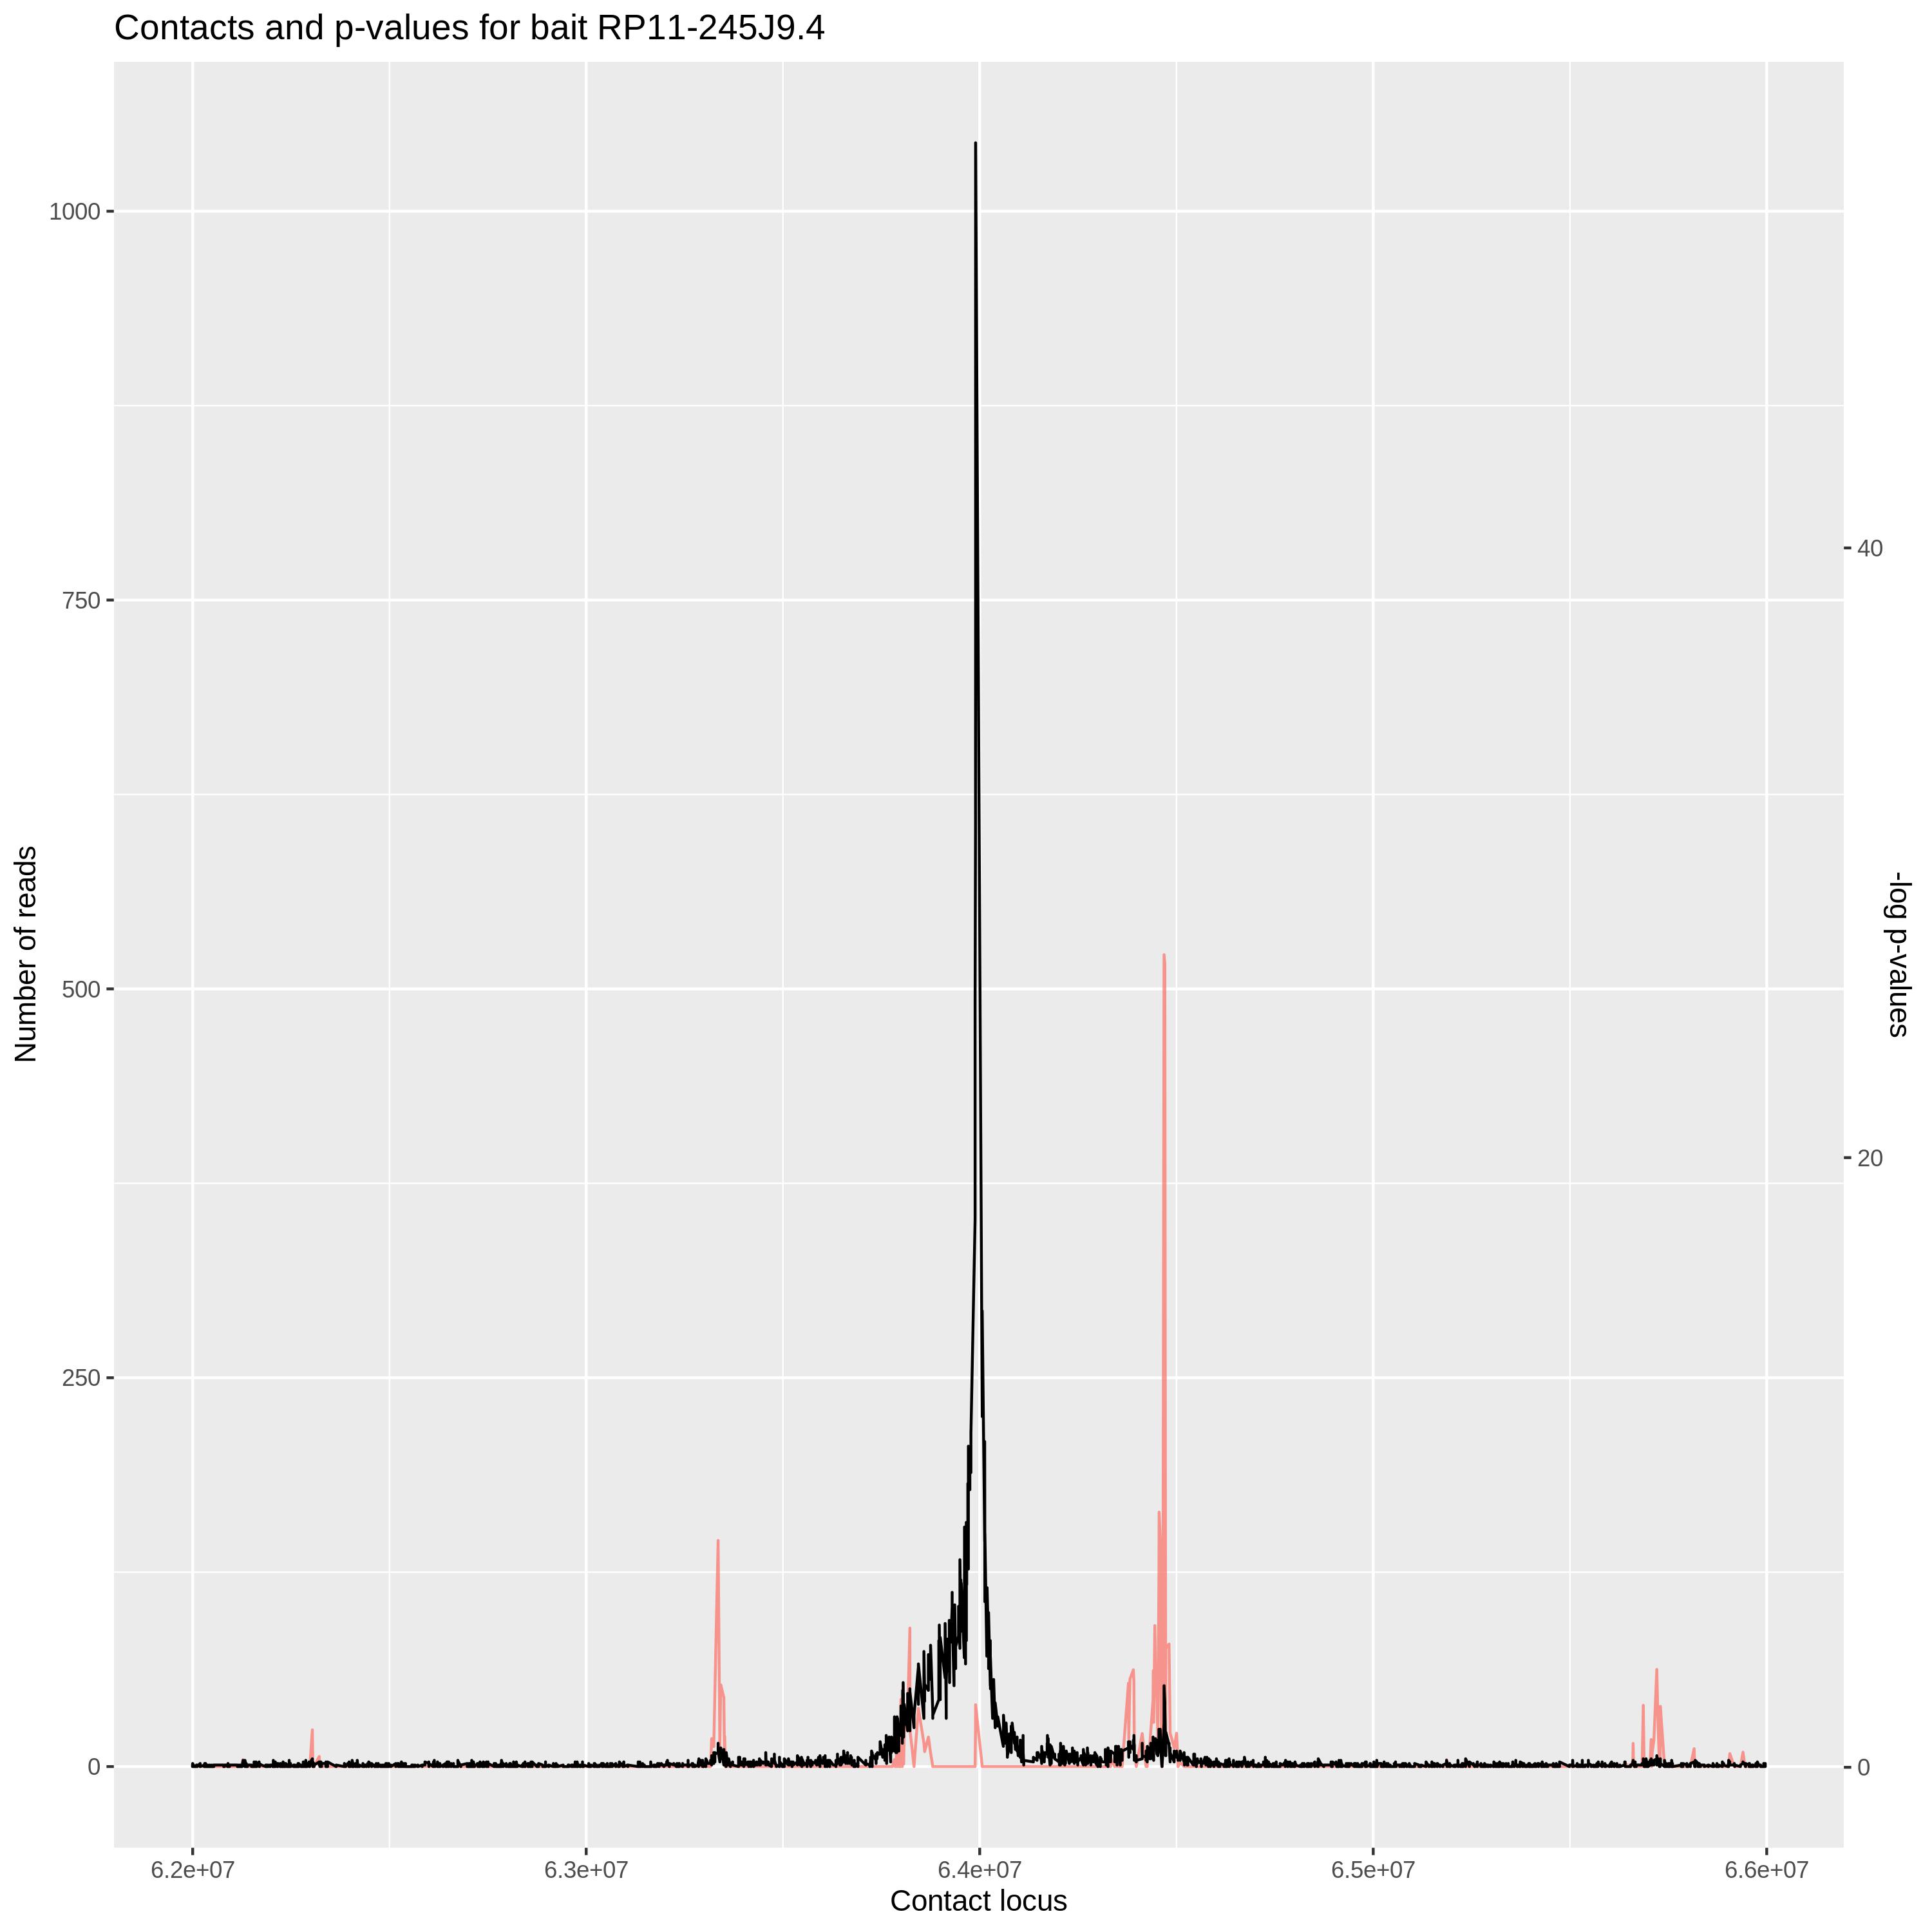 Contacts and p-values for bait RP11-245J9.4
1000
750
500
250
0
Number of reads
40
20
0
-log p-values
6.2e+07
6.3e+07
6.4e+07
6.5e+07
6.6e+07
Contact locus